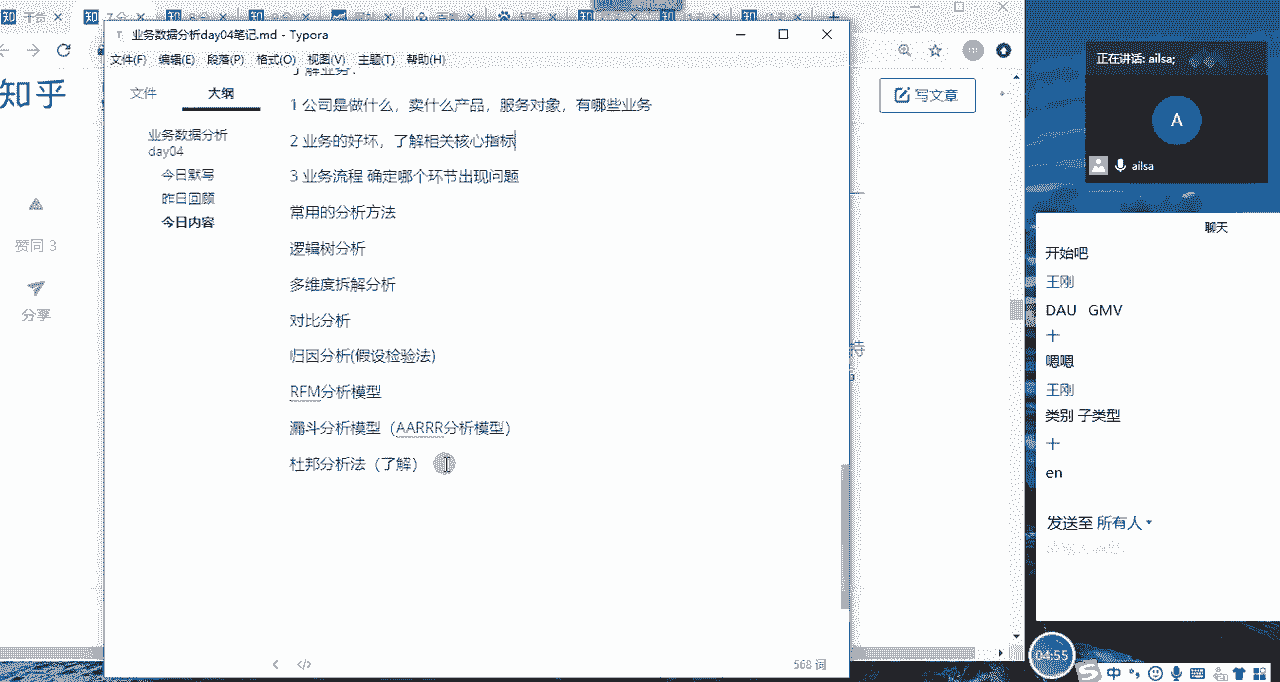 业务数据分析day04笔记.md - Typora
文件(F) 编辑(E) 段落(P) 格式(O) 视图(V) 主题(T) 帮助(H)
知乎
赞同 3
分享
写文章
文件 大纲
业务数据分析
day04
今日默写
昨日回顾
今日内容
了解业务：
1 公司是做什么，卖什么产品，服务对象，有哪些业务
2 业务的好坏，了解相关核心指标
3 业务流程 确定哪个环节出现问题
常用的分析方法
逻辑树分析
多维度拆解分析
对比分析
归因分析(假设检验法)
RFM分析模型
漏斗分析模型（AARRR分析模型）
杜邦分析法（了解）
568 词
正在讲话: ailsa;
A
ailsa
聊天
开始吧
王刚
DAU GMV
嗯嗯
王刚
类别 子类型
en
发送至 所有人
04:55
中